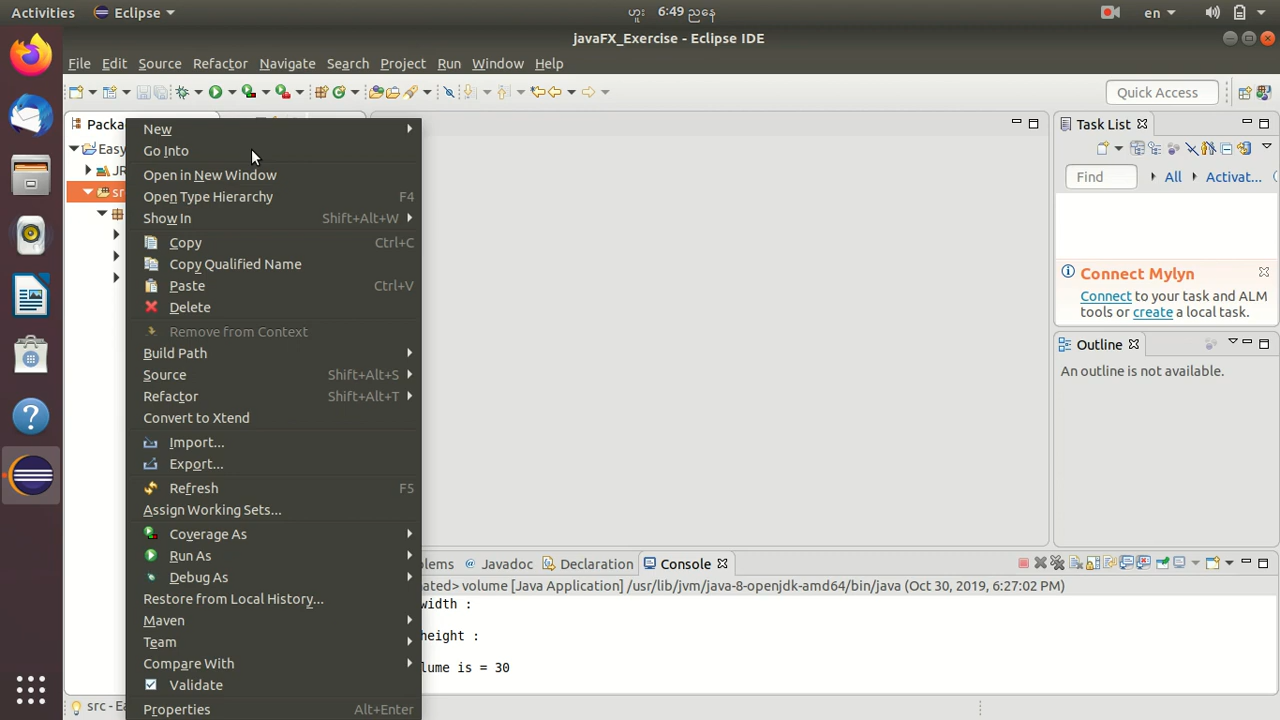 Activities
Eclipse
ဟူး 6:49 ညနေ
en
javaFX_Exercise - Eclipse IDE
File Edit Source Refactor Navigate Search Project Run Window Help
Quick Access
Packa
Easy
JR
sr
New
Go Into
Open in New Window
Open Type Hierarchy F4
Show In Shift+Alt+W
Copy Ctrl+C
Copy Qualified Name
Paste Ctrl+V
Delete
Remove from Context
Build Path
Source Shift+Alt+S
Refactor Shift+Alt+T
Convert to Xtend
Import...
Export...
Refresh F5
Assign Working Sets...
Coverage As
Run As
Debug As
Restore from Local History...
Maven
Team
Compare With
Validate
Properties Alt+Enter
Task List
Find All Activat...
Connect Mylyn
Connect to your task and ALM
tools or create a local task.
Outline
An outline is not available.
blems Javadoc Declaration Console
ated> volume [Java Application] /usr/lib/jvm/java-8-openjdk-amd64/bin/java (Oct 30, 2019, 6:27:02 PM)
width :
height :
lume is = 30
src - Ea